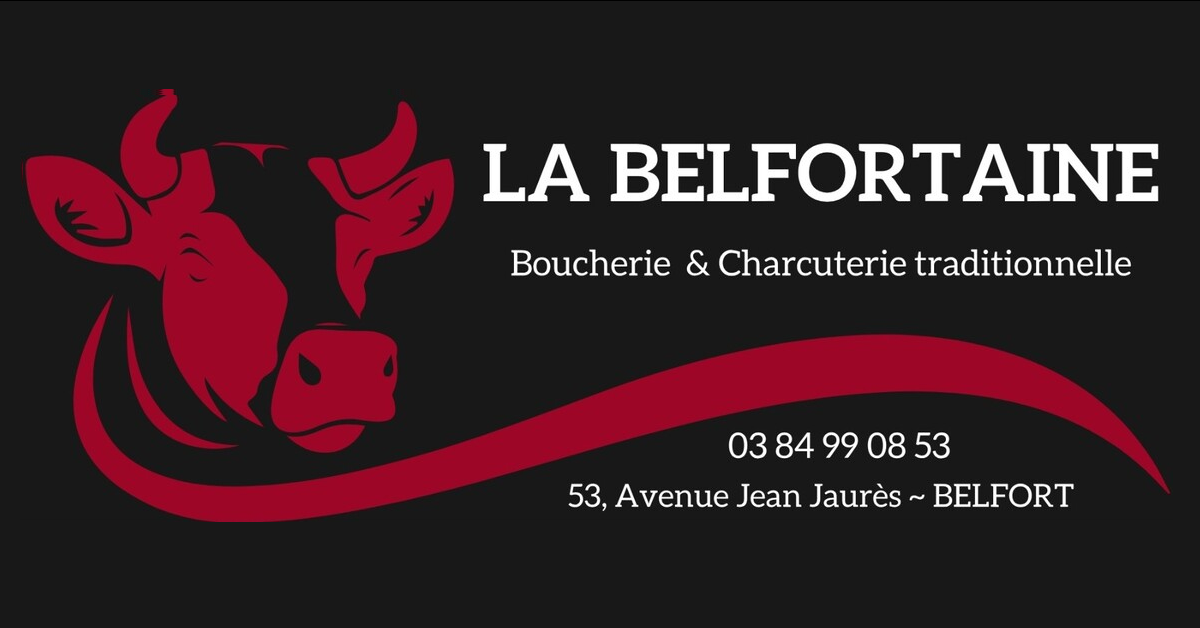 LA BELFORTAINE
Boucherie & Charcuterie traditionnelle
03 84 99 08 53
53, Avenue Jean Jaurès ~ BELFORT